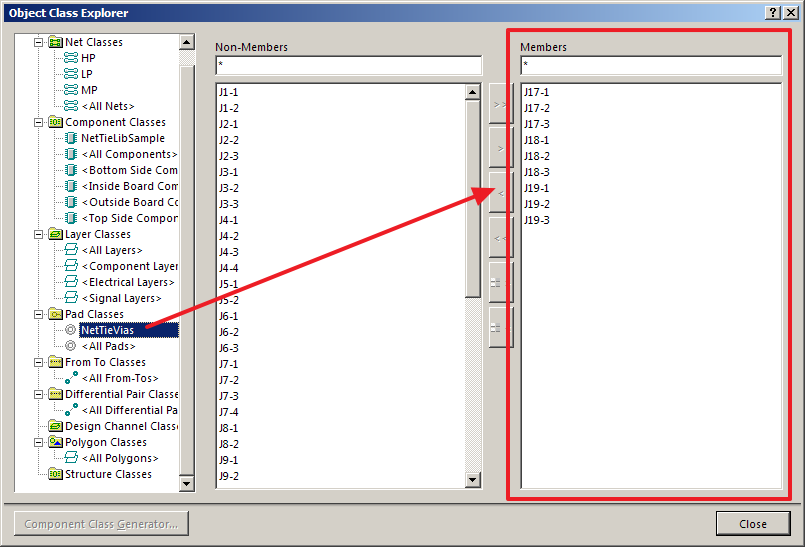 Object Class Explorer
Net Classes
HP
LP
MP
<All Nets>
Component Classes
NetTieLibSample
<All Components>
<Bottom Side Com
<Inside Board Com
<Outside Board Co
<Top Side Compon
Layer Classes
<All Layers>
<Component Layer
<Electrical Layers>
<Signal Layers>
Pad Classes
NetTieVias
<All Pads>
From To Classes
<All From-Tos>
Differential Pair Classe
<All Differential Pa
Design Channel Classe
Polygon Classes
<All Polygons>
Structure Classes
Non-Members
*
J1-1
J1-2
J2-1
J2-2
J2-3
J3-1
J3-2
J3-3
J4-1
J4-2
J4-3
J4-4
J5-1
J5-2
J6-1
J6-2
J6-3
J7-1
J7-2
J7-3
J7-4
J8-1
J8-2
J9-1
J9-2
>>
>
<
<
Members
*
J17-1
J17-2
J17-3
J18-1
J18-2
J18-3
J19-1
J19-2
J19-3
Component Class Generator...
Close